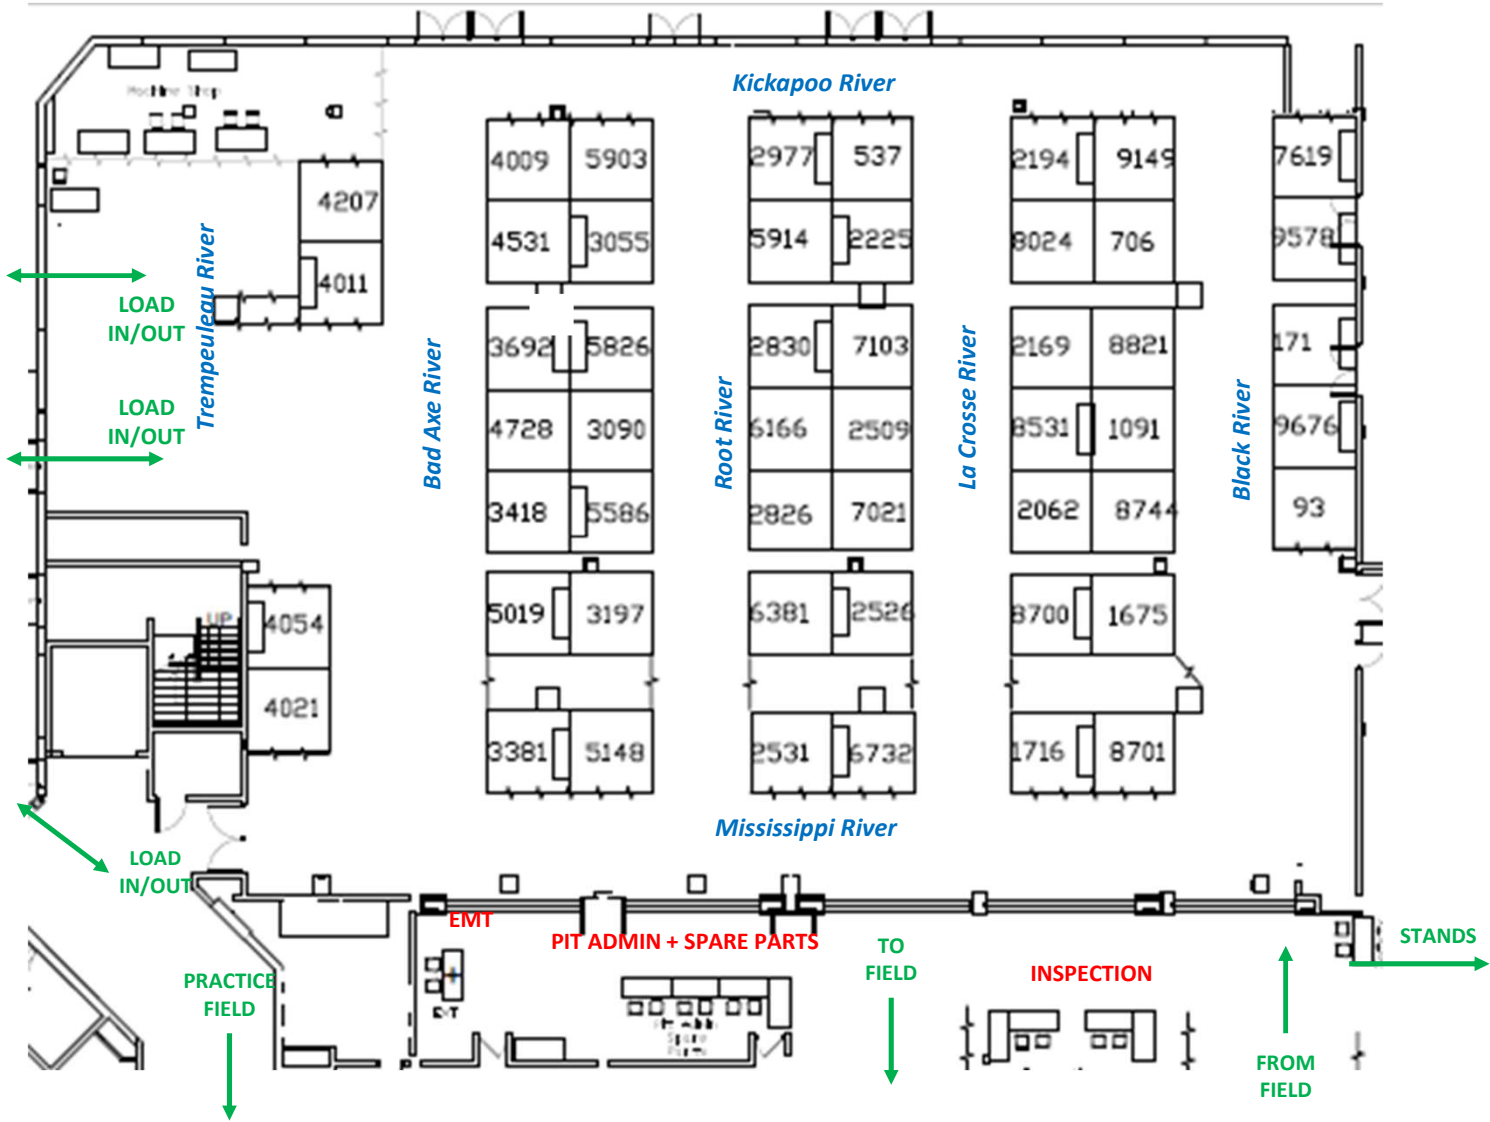 Kickapoo River
Machine Shop
4009 5903 2977 537 2194 9149 7619
4207
4531 3055 5914 2225 8024 706 9578
4011
LOAD
IN/OUT
Trempeuleau River
3692 5826 2830 7103 2169 8821 171
LOAD
IN/OUT
Bad Axe River
Root River
La Crosse River
Black River
4728 3090 6166 2509 8531 1091 9676
3418 5586 2826 7021 2062 8744 93
UP
4054 5019 3197 6381 2526 8700 1675
4021
3381 5148 2531 6732 1716 8701
Mississippi River
LOAD
IN/OUT
EMT
PIT ADMIN + SPARE PARTS
TO
FIELD
STANDS
INSPECTION
PRACTICE
FIELD
FROM
FIELD